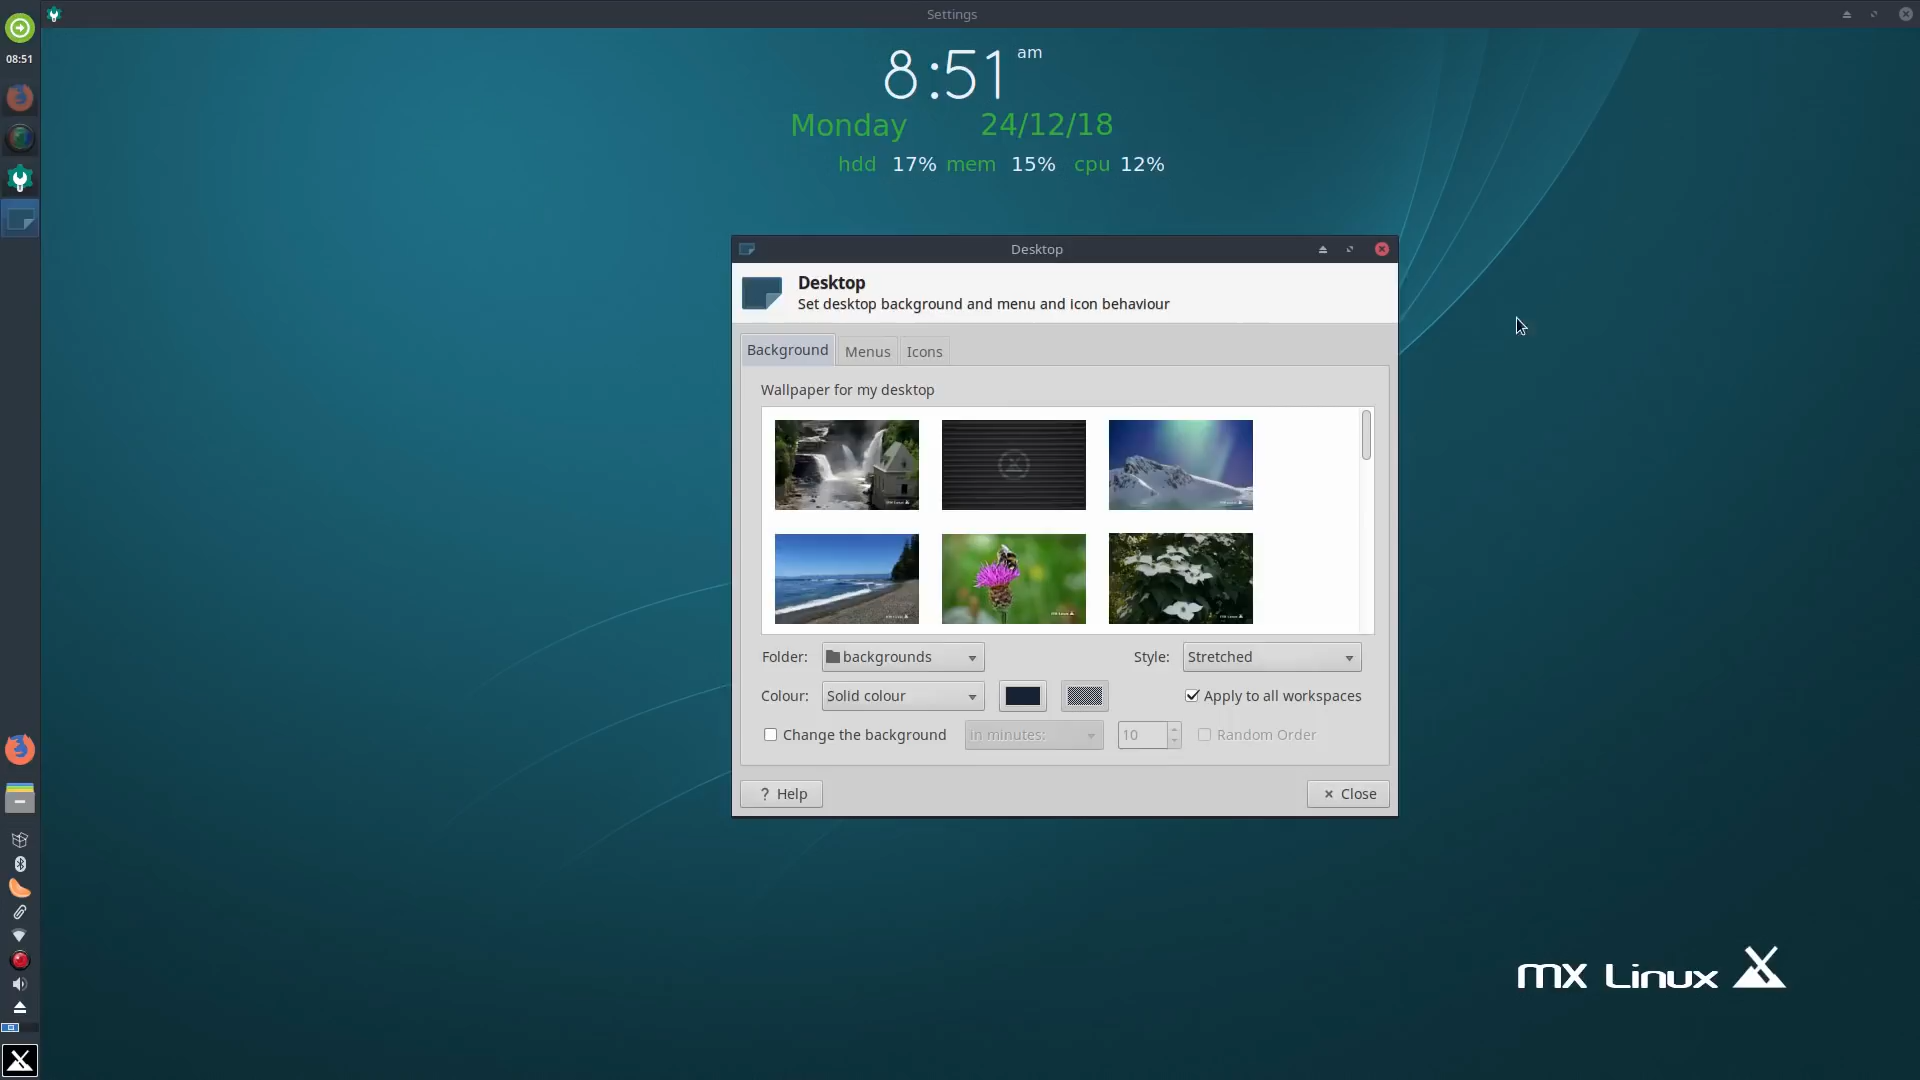 Settings
08:51
8:51 am
Monday 24/12/18
hdd 17% mem 15% cpu 12%
Desktop
Desktop
Set desktop background and menu and icon behaviour
Background Menus Icons
Wallpaper for my desktop
Folder: backgrounds Style: Stretched
Colour: Solid colour Apply to all workspaces
Change the background in minutes: 10 Random Order
? Help × Close
mx Linux